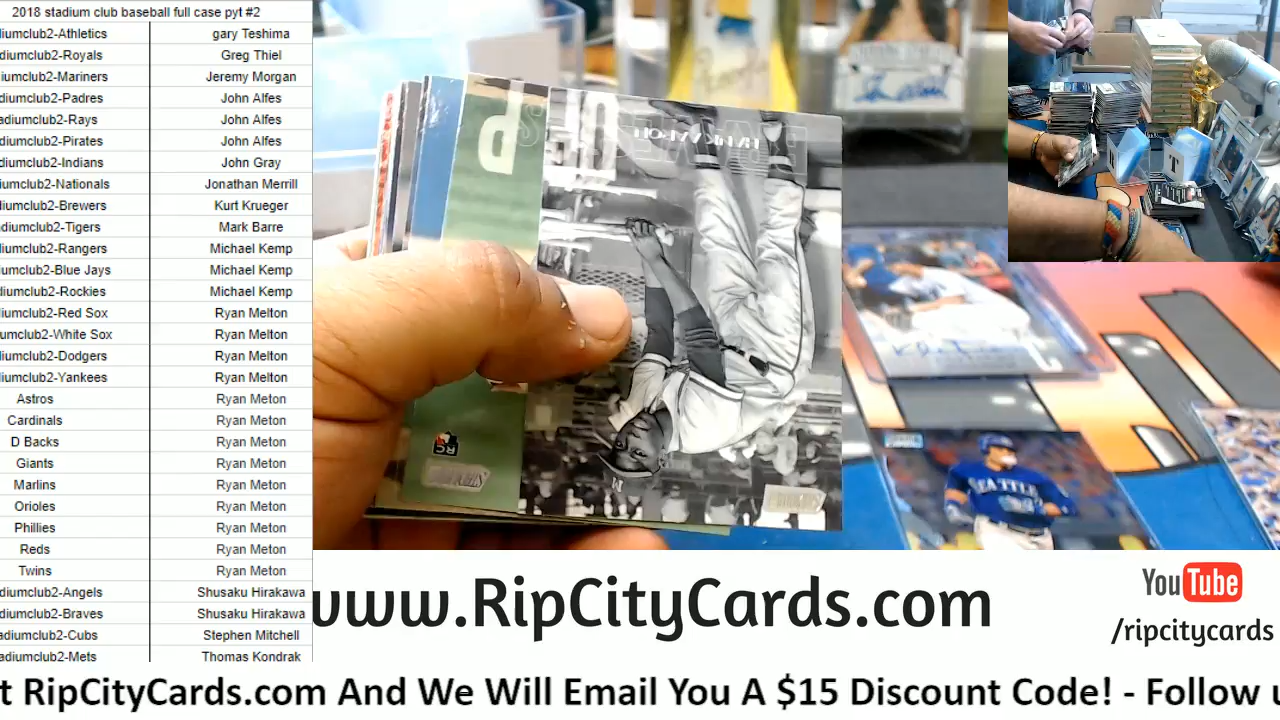 2018 stadium club baseball full case pyt #2
diumclub2-Athletics gary Teshima
diumclub2-Royals Greg Thiel
diumclub2-Mariners Jeremy Morgan
diumclub2-Padres John Alfes
adiumclub2-Rays John Alfes
diumclub2-Pirates John Alfes
diumclub2-Indians John Gray
diumclub2-Nationals Jonathan Merrill
diumclub2-Brewers Kurt Krueger
adiumclub2-Tigers Mark Barre
diumclub2-Rangers Michael Kemp
iumclub2-Blue Jays Michael Kemp
diumclub2-Rockies Michael Kemp
diumclub2-Red Sox Ryan Melton
umclub2-White Sox Ryan Melton
diumclub2-Dodgers Ryan Melton
diumclub2-Yankees Ryan Melton
Astros Ryan Meton
Cardinals Ryan Meton
D Backs Ryan Meton
Giants Ryan Meton
Marlins Ryan Meton
Orioles Ryan Meton
Phillies Ryan Meton
Reds Ryan Meton
Twins Ryan Meton
diumclub2-Angels Shusaku Hirakawa
diumclub2-Braves Shusaku Hirakawa
adiumclub2-Cubs Stephen Mitchell
adiumclub2-Mets Thomas Kondrak
RC
SEATTLE
www.RipCityCards.com
YouTube
/ripcitycards
t RipCityCards.com And We Will Email You A $15 Discount Code! - Follow u